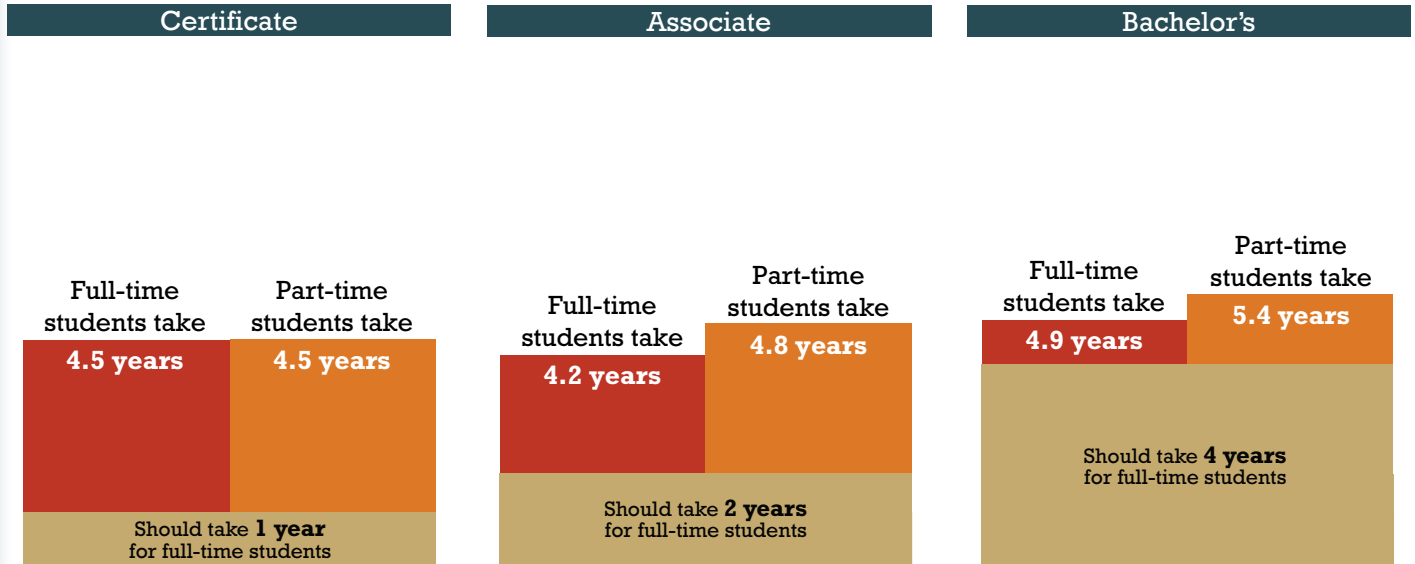 Certificate
Full-time
students take
4.5 years
Part-time
students take
4.5 years
Should take 1 year
for full-time students
Associate
Full-time
students take
4.2 years
Part-time
students take
4.8 years
Should take 2 years
for full-time students
Bachelor's
Full-time
students take
4.9 years
Part-time
students take
5.4 years
Should take 4 years
for full-time students